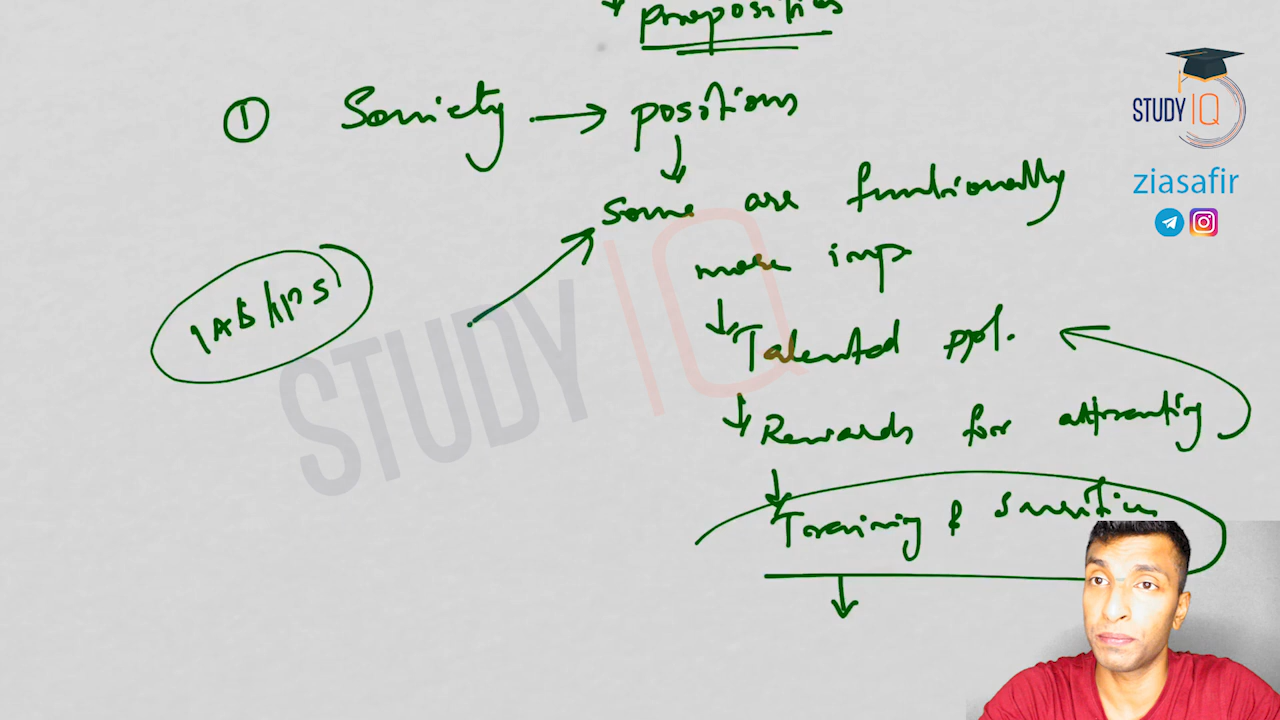 propositions
① Society → positions
↓
Some are functionally
more imp
↓ Talented ppl.
↓ Rewards for attracting
↓
Training & sacrifice
↓
IAS/IPS
STUDY IQ
STUDY IQ
ziasafir